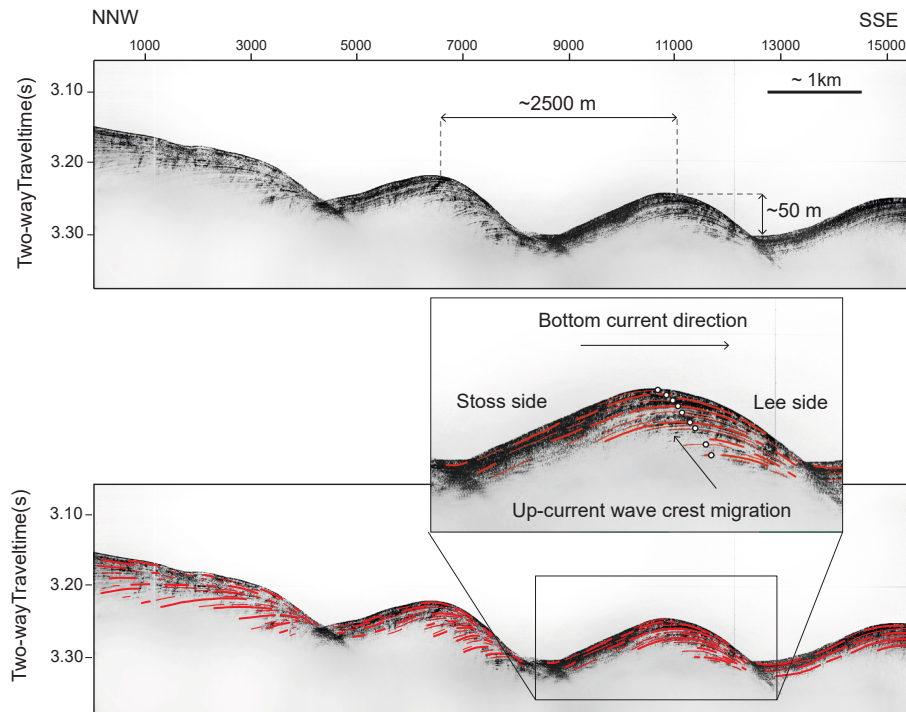 NNW SSE
1000 3000 5000 7000 9000 11000 13000 15000
Two-wayTraveltime(s)
3.10
3.20
3.30
~ 1km
~2500 m
~50 m
Bottom current direction
Stoss side
Lee side
Up-current wave crest migration
Two-wayTraveltime(s)
3.10
3.20
3.30